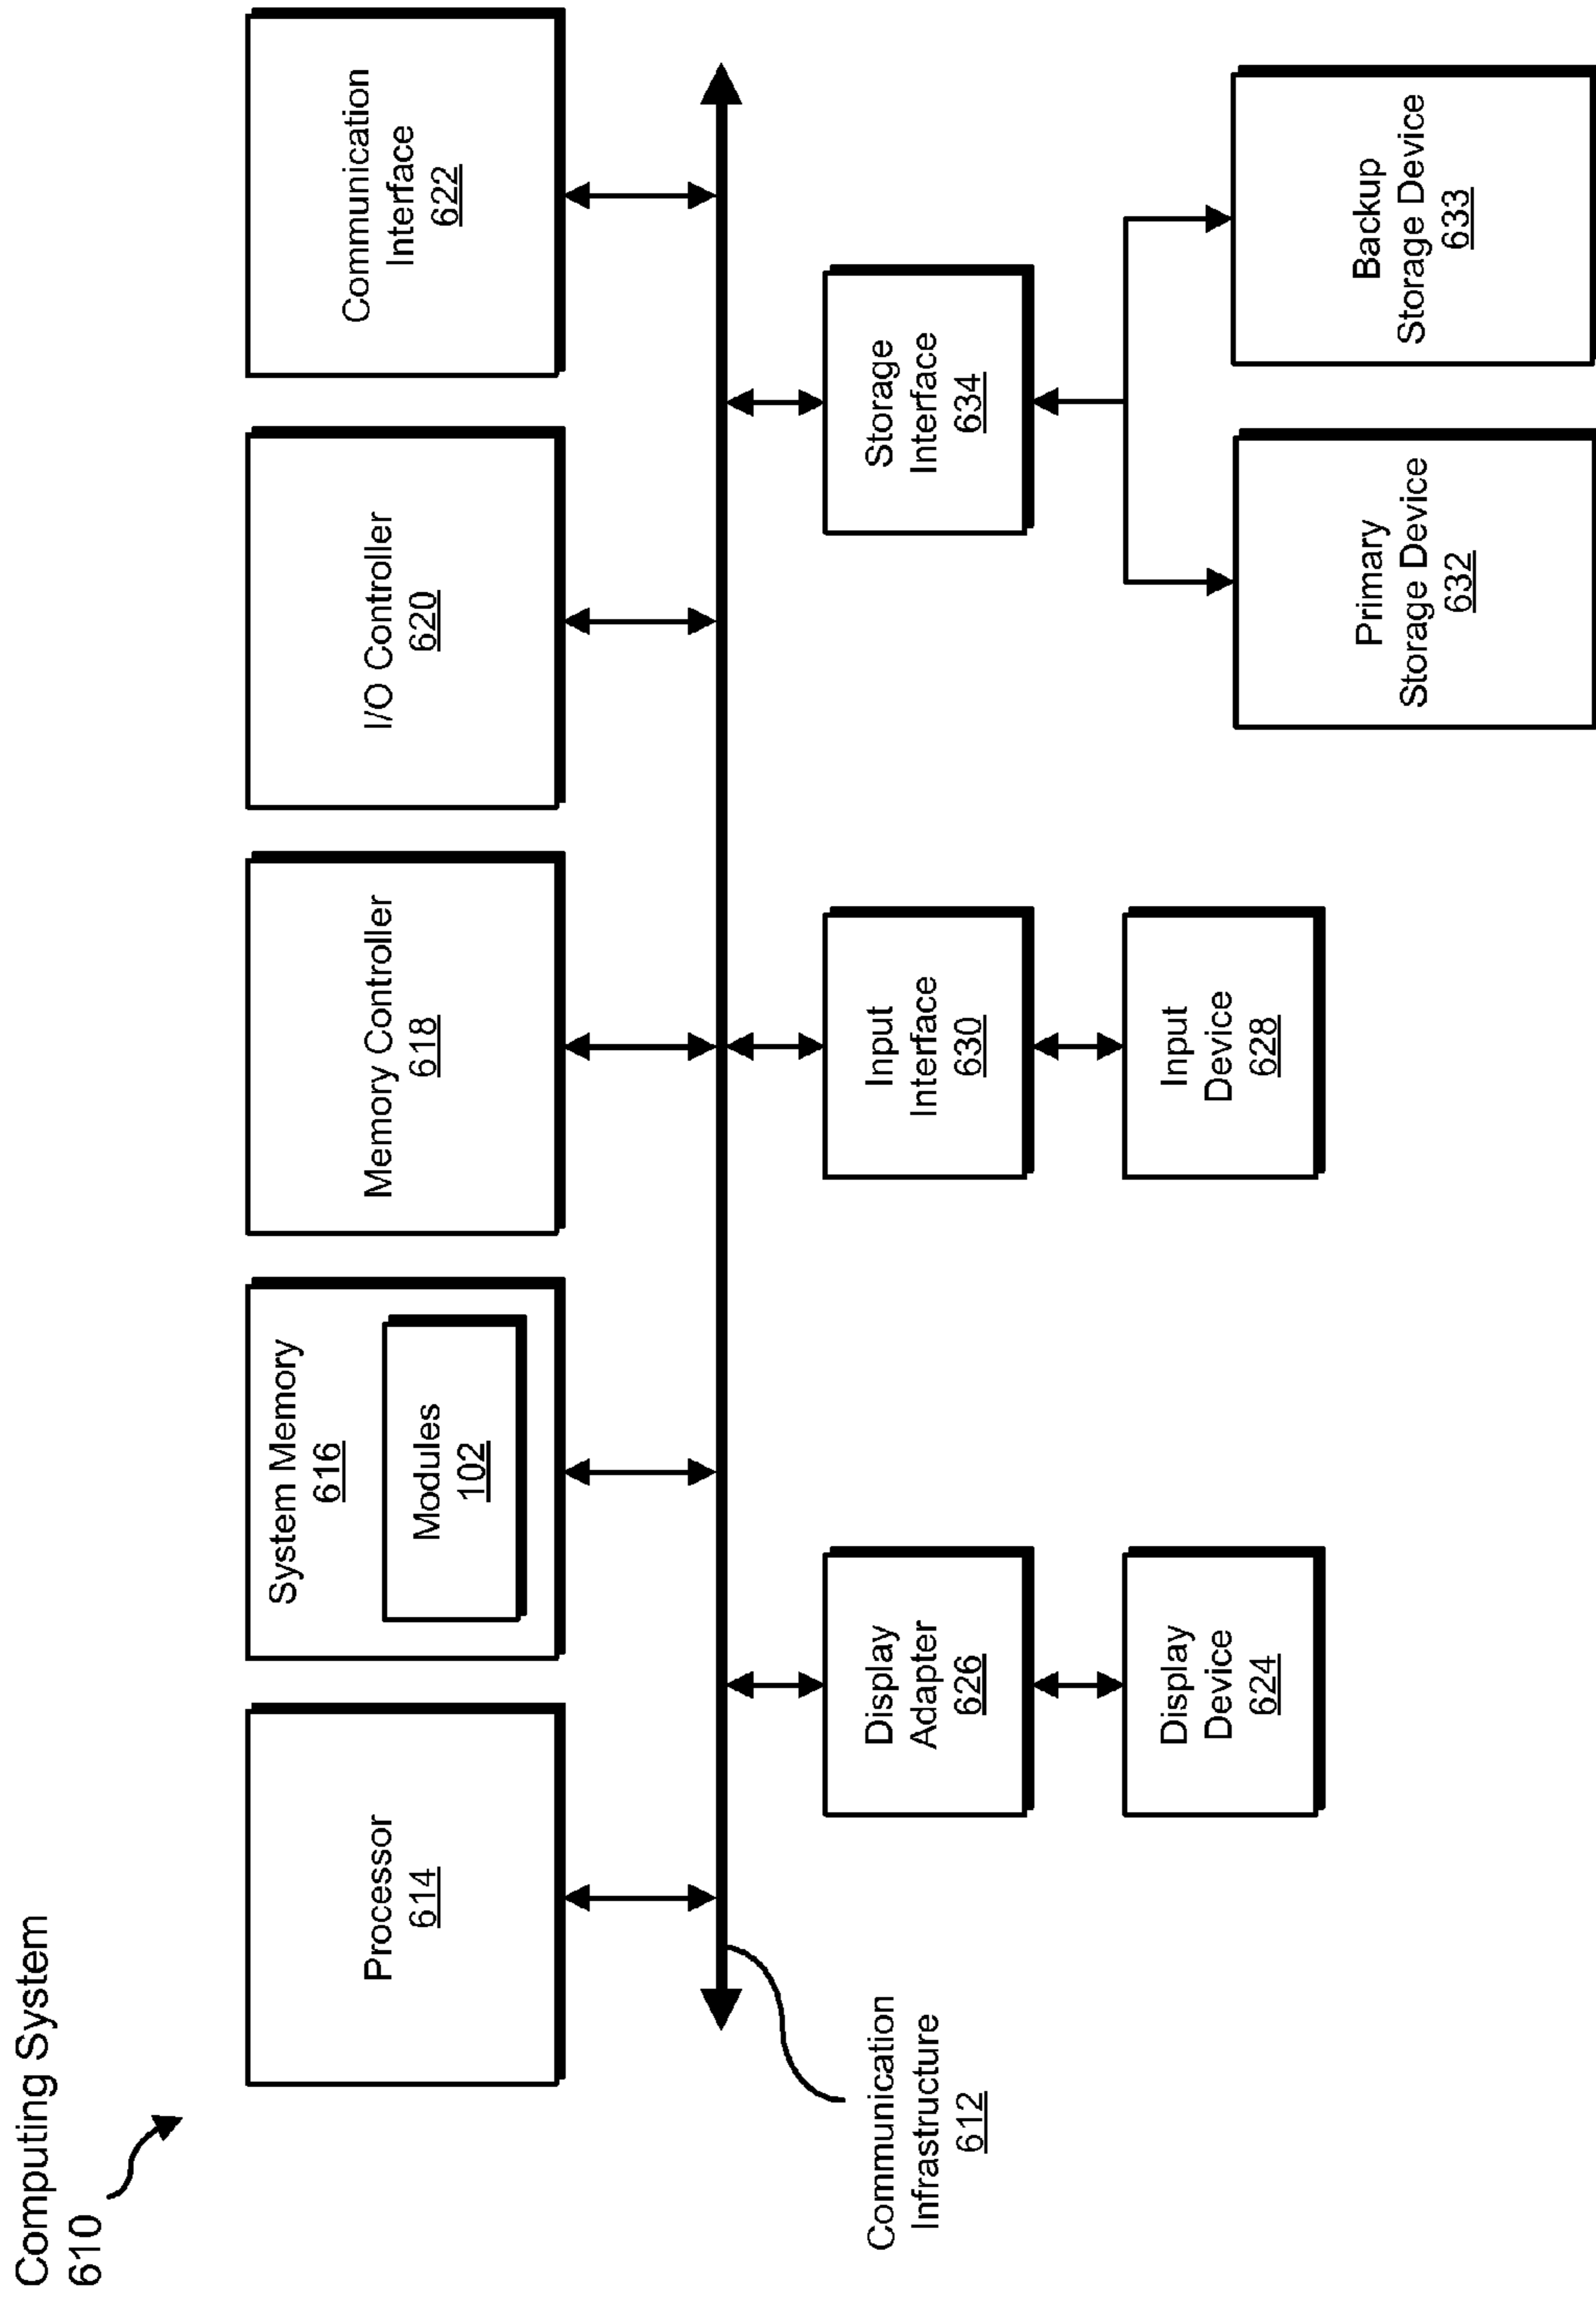 Computing System
610
Processor
614
System Memory
616
Modules
102
Memory Controller
618
I/O Controller
620
Communication
Interface
622
Communication
Infrastructure
612
Display
Adapter
626
Input
Interface
630
Storage
Interface
634
Display
Device
624
Input
Device
628
Primary
Storage Device
632
Backup
Storage Device
633